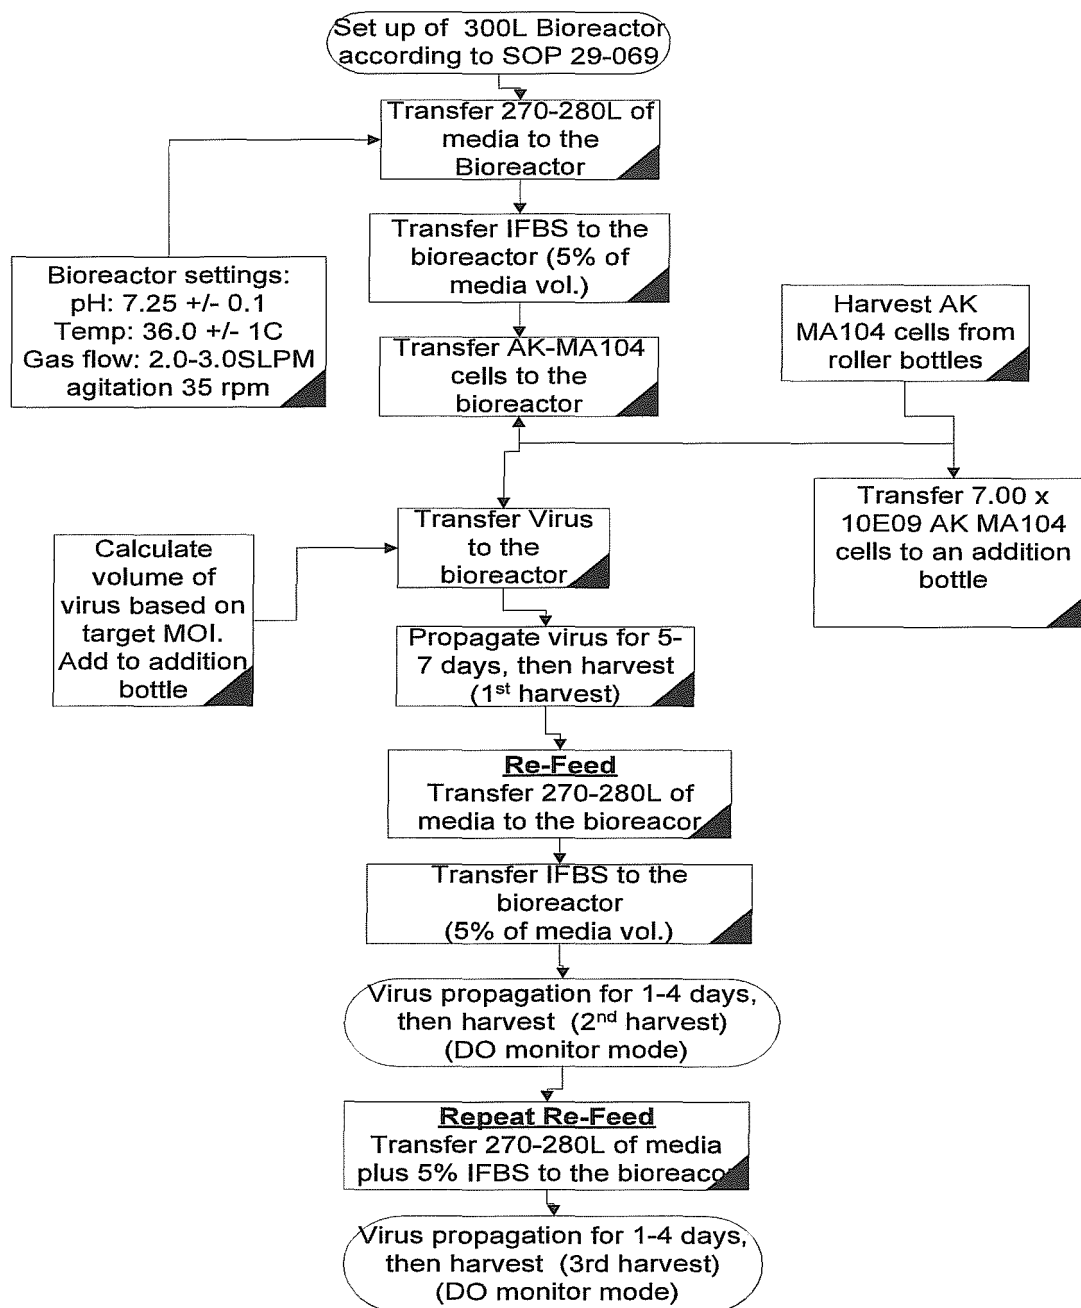 Set up of 300L Bioreactor
according to SOP 29-069
Transfer 270-280L of
media to the
Bioreactor
Transfer IFBS to the
bioreactor (5% of
media vol.)
Bioreactor settings:
pH: 7.25 +/- 0.1
Temp: 36.0 +/- 1C
Gas flow: 2.0-3.0SLPM
agitation 35 rpm
Harvest AK
MA104 cells from
roller bottles
Transfer AK-MA104
cells to the
bioreactor
Transfer 7.00 x
10E09 AK MA104
cells to an addition
bottle
Transfer Virus
to the
bioreactor
Calculate
volume of
virus based on
target MOI.
Add to addition
bottle
Propagate virus for 5-
7 days, then harvest
(1st harvest)
Re-Feed
Transfer 270-280L of
media to the bioreacor
Transfer IFBS to the
bioreactor
(5% of media vol.)
Virus propagation for 1-4 days,
then harvest (2nd harvest)
(DO monitor mode)
Repeat Re-Feed
Transfer 270-280L of media
plus 5% IFBS to the bioreacor
Virus propagation for 1-4 days,
then harvest (3rd harvest)
(DO monitor mode)